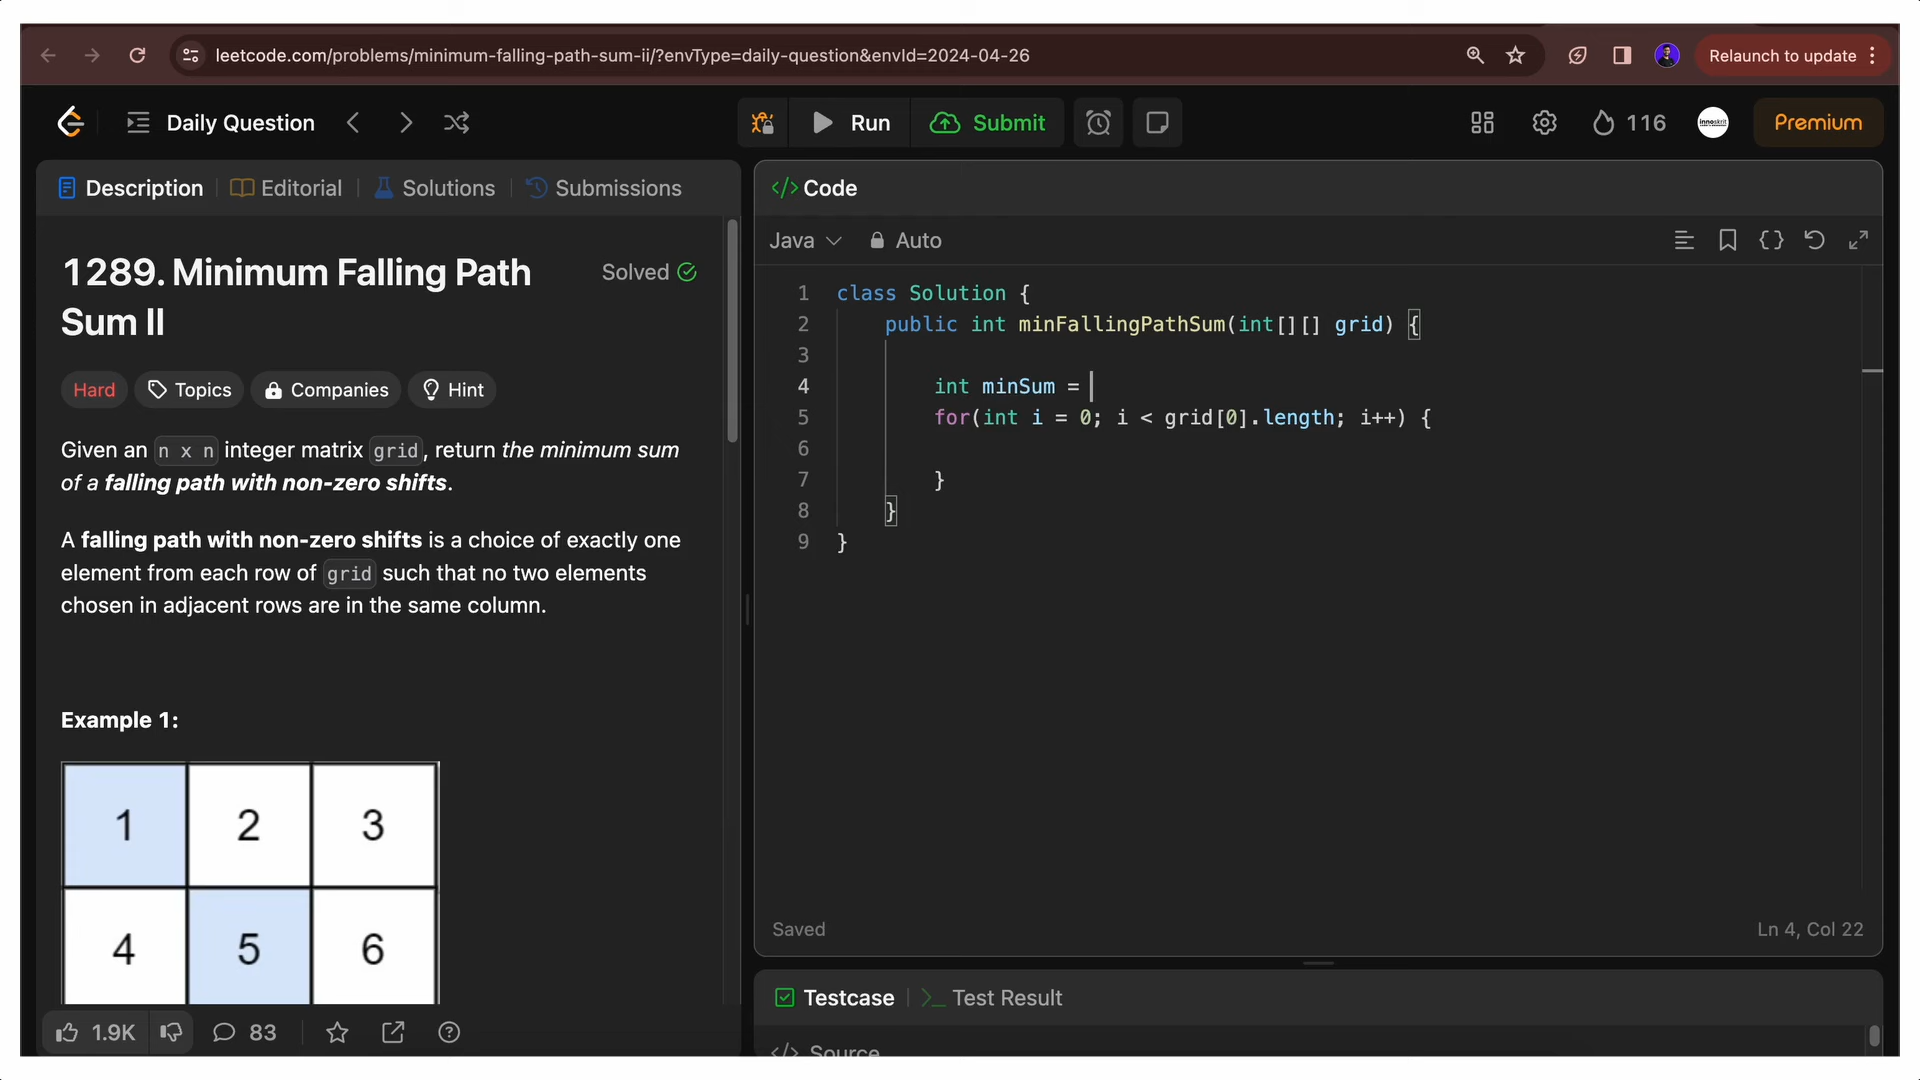 leetcode.com/problems/minimum-falling-path-sum-ii/?envType=daily-question&envId=2024-04-26
Relaunch to update
Daily Question
Run
Submit
116
innoskrit
Premium
Description
Editorial
Solutions
Submissions
1289. Minimum Falling Path
Sum II
Solved
Hard
Topics
Companies
Hint
Given an n x n integer matrix grid, return the minimum sum
of a falling path with non-zero shifts.
A falling path with non-zero shifts is a choice of exactly one
element from each row of grid such that no two elements
chosen in adjacent rows are in the same column.
Example 1:
1 2 3
4 5 6
1.9K
83
</> Code
Java
Auto
1 class Solution {
2 public int minFallingPathSum(int[][] grid) {
3
4 int minSum =
5 for(int i = 0; i < grid[0].length; i++) {
6
7 }
8 }
9 }
Saved
Ln 4, Col 22
Testcase
>_ Test Result
</> Source